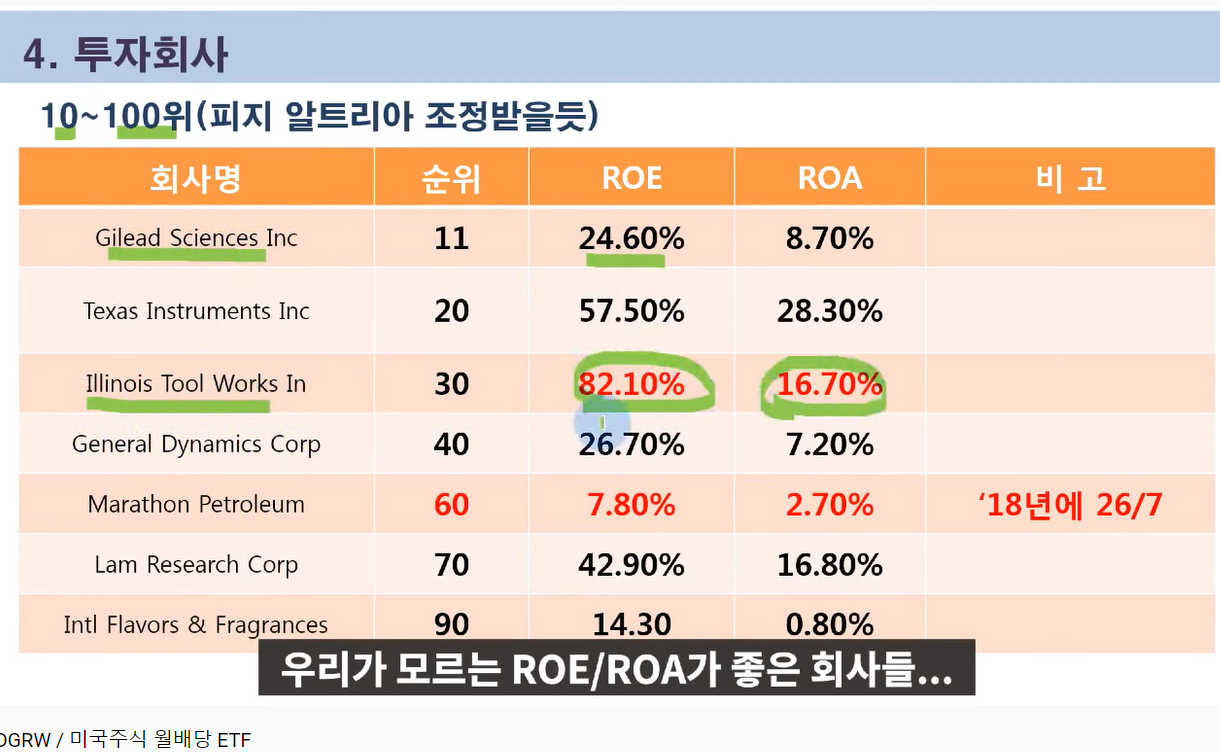 4. 투자회사
10~100위(피지 알트리아 조정받을듯)
회사명 순위 ROE ROA 비 고
Gilead Sciences Inc 11 24.60% 8.70%
Texas Instruments Inc 20 57.50% 28.30%
Illinois Tool Works In 30 82.10% 16.70%
General Dynamics Corp 40 26.70% 7.20%
Marathon Petroleum 60 7.80% 2.70% ‘18년에 26/7
Lam Research Corp 70 42.90% 16.80%
Intl Flavors & Fragrances 90 14.30 0.80%
우리가 모르는 ROE/ROA가 좋은 회사들...
DGRW / 미국주식 월배당 ETF